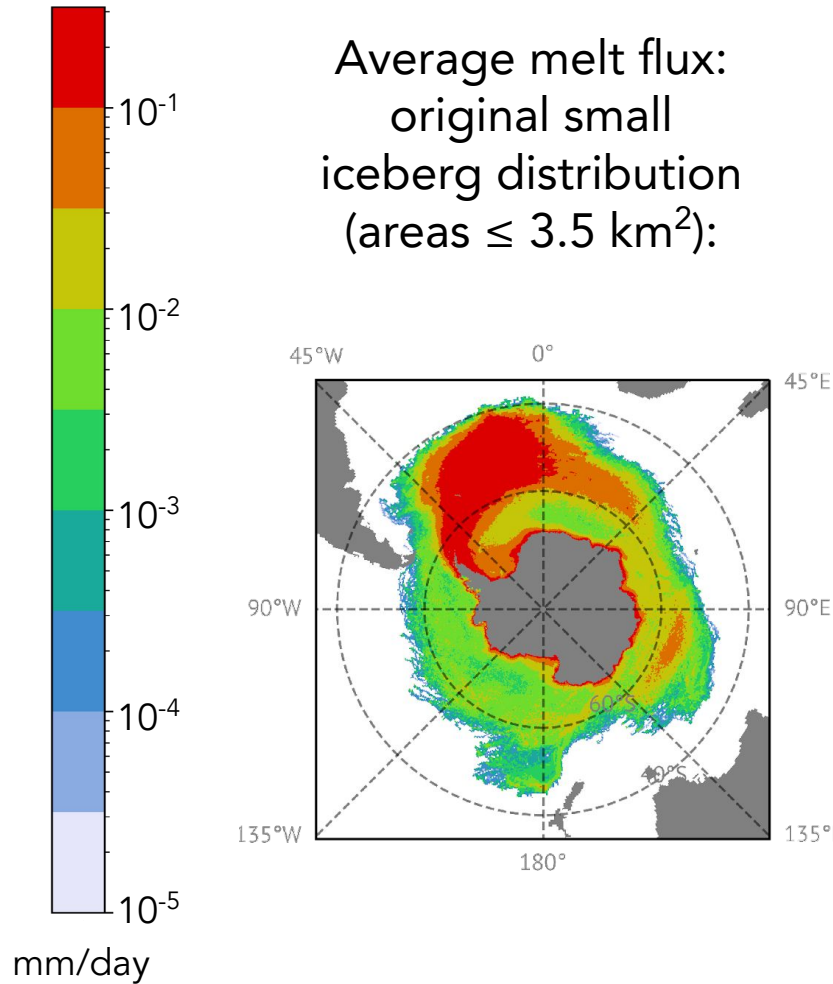 Average melt flux:
original small
iceberg distribution
(areas ≤ 3.5 km²):
10⁻¹
10⁻²
10⁻³
10⁻⁴
10⁻⁵
mm/day
45°W
0°
45°E
90°W
90°E
60°S
40°S
135°W
180°
135°